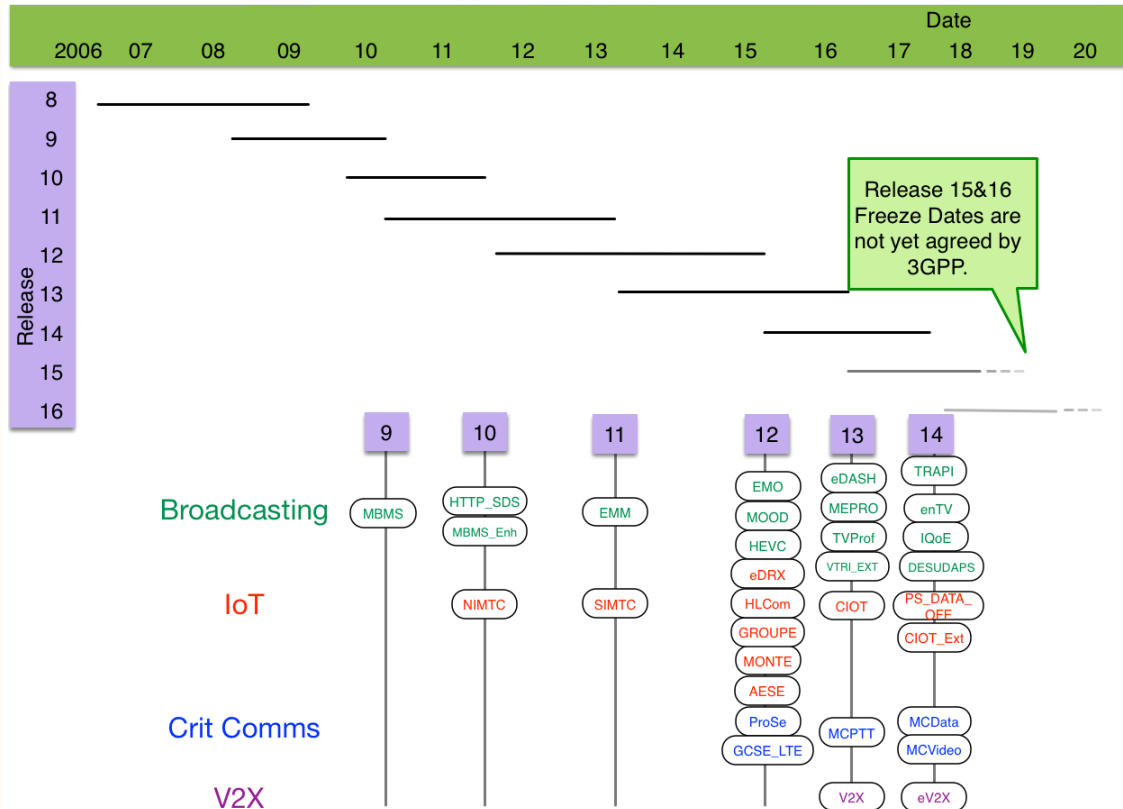 Date
2006 07 08 09 10 11 12 13 14 15 16 17 18 19 20
Release
8
9
10
11
12
13
14
15
16
Release 15&16
Freeze Dates are
not yet agreed by
3GPP.
9 10 11 12 13 14
Broadcasting
MBMS
HTTP_SDS
MBMS_Enh
EMM
EMO
MOOD
HEVC
eDASH
MEPRO
TVProf
VTRI_EXT
TRAPI
enTV
IQoE
DESUDAPS
IoT
NIMTC
SIMTC
eDRX
HLCom
GROUPE
MONTE
AESE
CIOT
PS_DATA_
OFF
CIOT_Ext
Crit Comms
ProSe
GCSE_LTE
MCPTT
MCData
MCVideo
V2X
V2X
eV2X